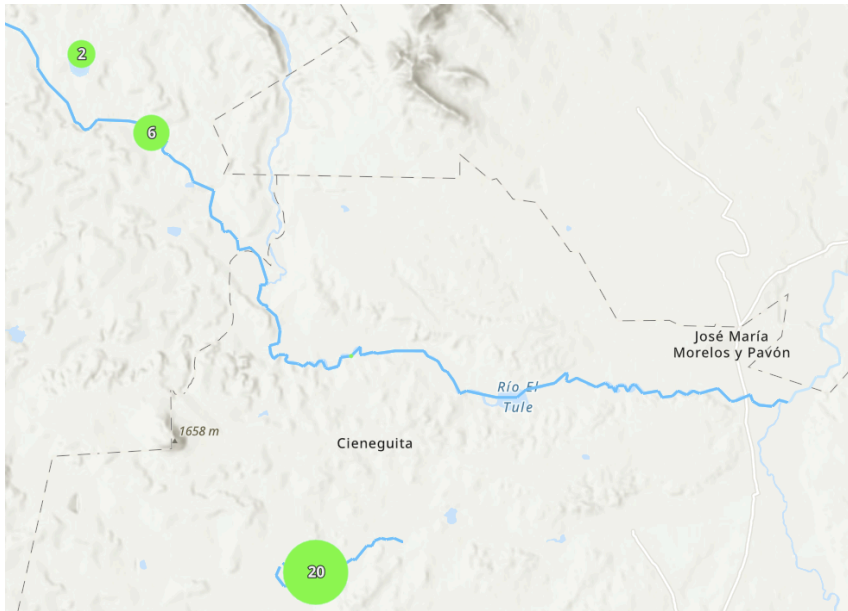 2
6
José María
Morelos y Pavón
Río El
Tule
1658 m
Cieneguita
20